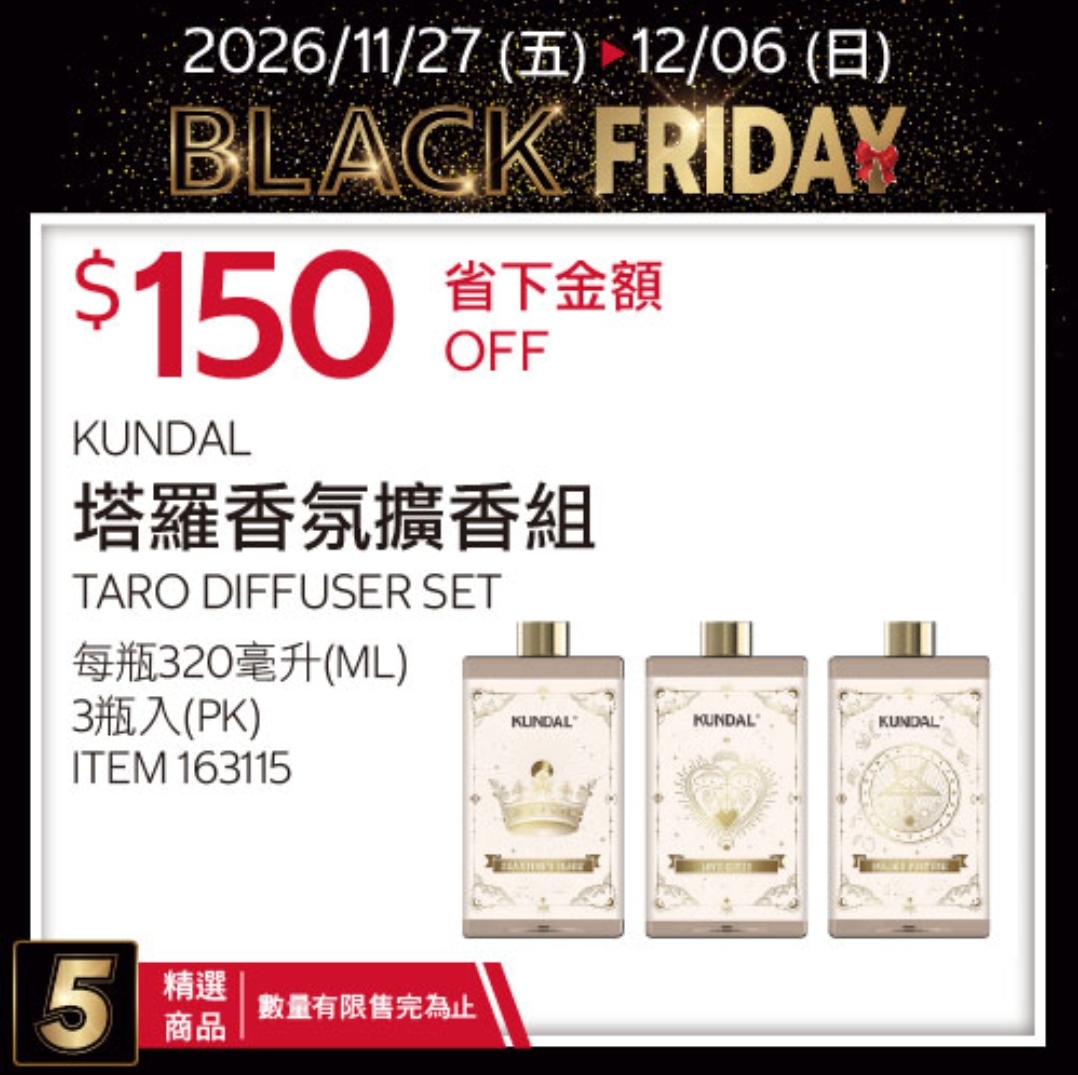 2026/11/27 (五)▶12/06 (日)
BLACK FRIDAY
$150 省下金額
OFF
KUNDAL
塔羅香氛擴香組
TARO DIFFUSER SET
每瓶320毫升(ML)
3瓶入(PK)
ITEM 163115
KUNDAL
KUNDAL
KUNDAL
5
精選
商品
數量有限售完為止